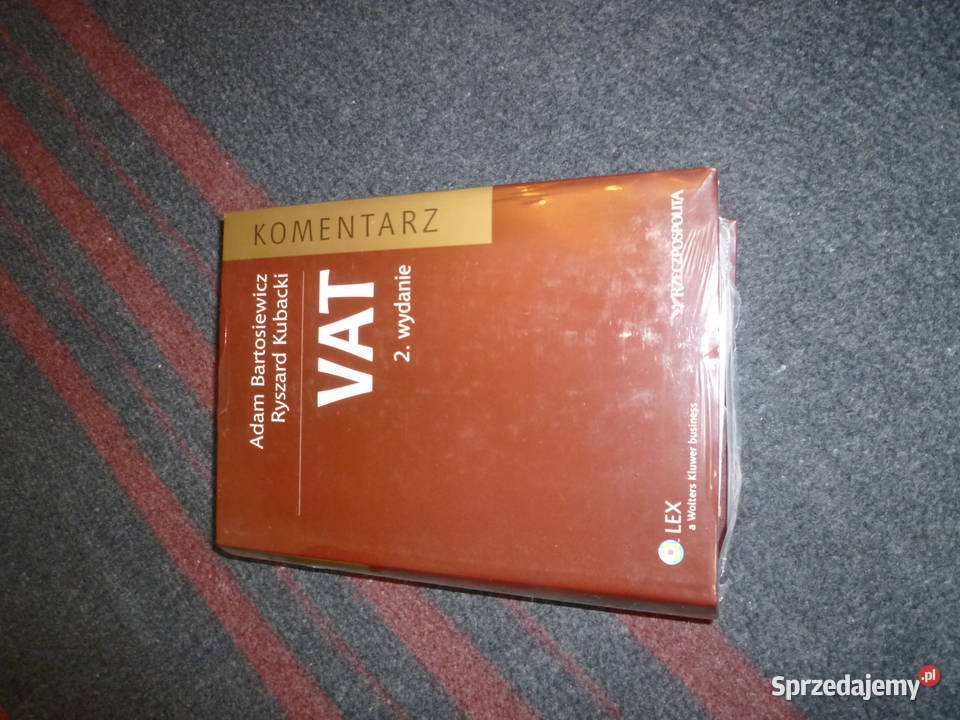 KOMENTARZ
Adam Bartosiewicz
Ryszard Kubacki
VAT
2. wydanie
LEX
a Wolters Kluwer business
RZECZPOSPOLITA
Sprzedajemy.pl